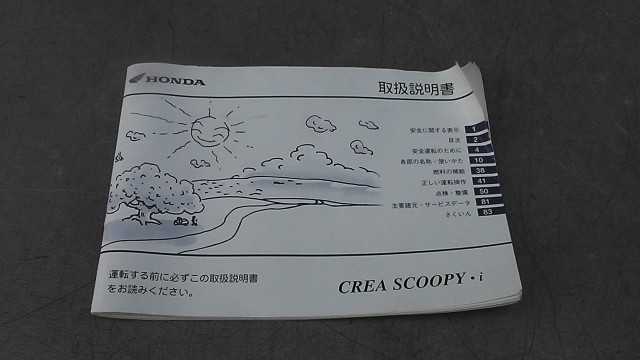 HONDA
取扱説明書
安全に関する表示 1
目次 2
安全運転のために 4
各部の名称・使いかた 10
燃料の補給 38
正しい運転操作 41
点検・整備 50
主要諸元・サービスデータ 81
さくいん 83
運転する前に必ずこの取扱説明書
をお読みください。
CREA SCOOPY・i